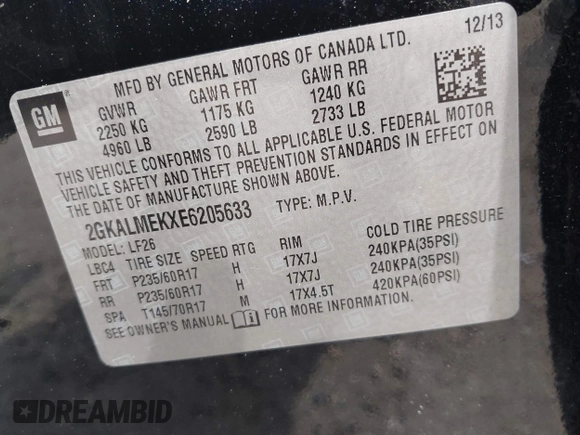 12/13
MFD BY GENERAL MOTORS OF CANADA LTD.
GM
GVWR GAWR FRT GAWR RR
2250 KG 1175 KG 1240 KG
4960 LB 2590 LB 2733 LB
THIS VEHICLE CONFORMS TO ALL APPLICABLE U.S. FEDERAL MOTOR
VEHICLE SAFETY AND THEFT PREVENTION STANDARDS IN EFFECT ON
THE DATE OF MANUFACTURE SHOWN ABOVE.
2GKALMEKXE6205633 TYPE: M.P.V.
MODEL: LF26
LBC4 TIRE SIZE SPEED RTG RIM COLD TIRE PRESSURE
FRT P235/60R17 H 17X7J 240KPA(35PSI)
RR P235/60R17 H 17X7J 240KPA(35PSI)
SPA T145/70R17 M 17X4.5T 420KPA(60PSI)
SEE OWNER'S MANUAL FOR MORE INFORMATION.
DREAMBID